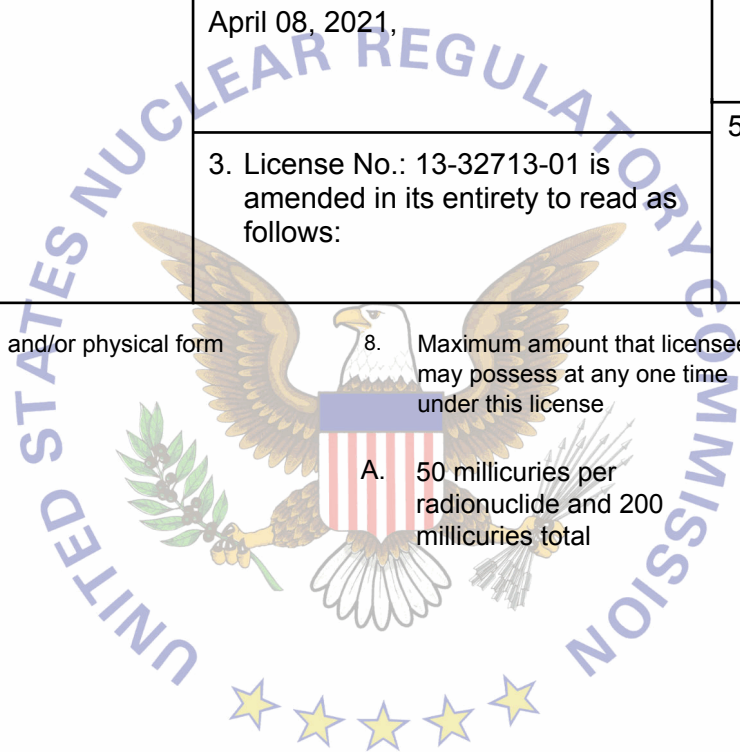 April 08, 2021,
5
3. License No.: 13-32713-01 is
amended in its entirety to read as
follows:
and/or physical form
8. Maximum amount that licensee
may possess at any one time
under this license
A. 50 millicuries per
radionuclide and 200
millicuries total
UNITED STATES NUCLEAR REGULATORY COMMISSION